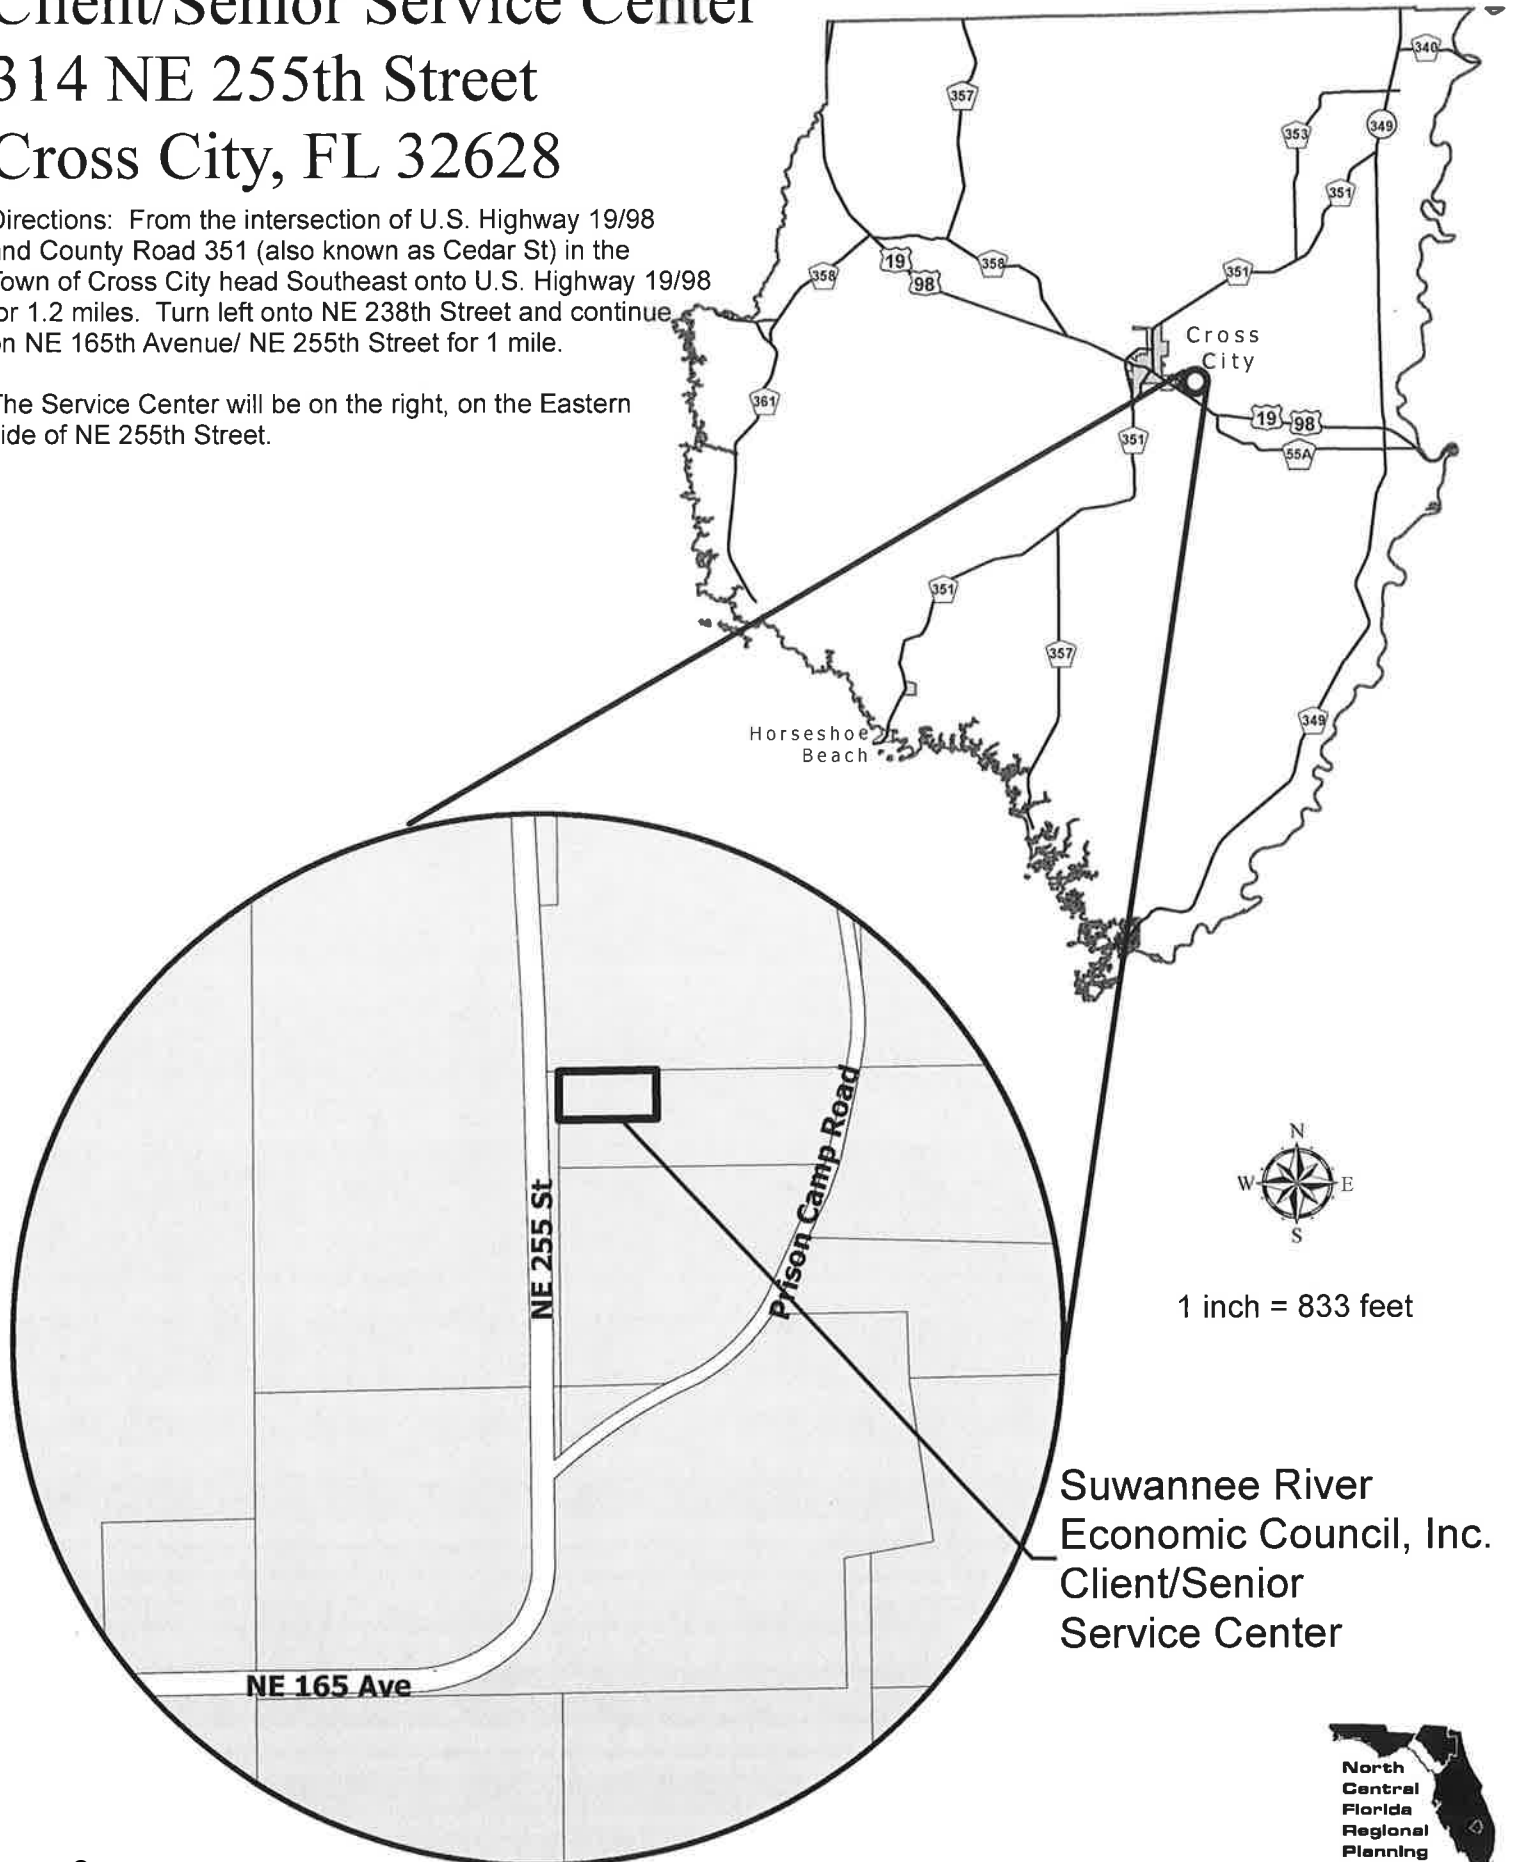 Client/Senior Service Center
314 NE 255th Street
Cross City, FL 32628
Directions: From the intersection of U.S. Highway 19/98
and County Road 351 (also known as Cedar St) in the
Town of Cross City head Southeast onto U.S. Highway 19/98
for 1.2 miles. Turn left onto NE 238th Street and continue
on NE 165th Avenue/ NE 255th Street for 1 mile.
The Service Center will be on the right, on the Eastern
side of NE 255th Street.
340
357
353
349
351
358
19
98
358
351
Cross
City
361
351
19
98
55A
351
357
349
Horseshoe
Beach
NE 255 St
Prison Camp Road
NE 165 Ave
N
W
E
S
1 inch = 833 feet
Suwannee River
Economic Council, Inc.
Client/Senior
Service Center
North
Central
Florida
Regional
Planning